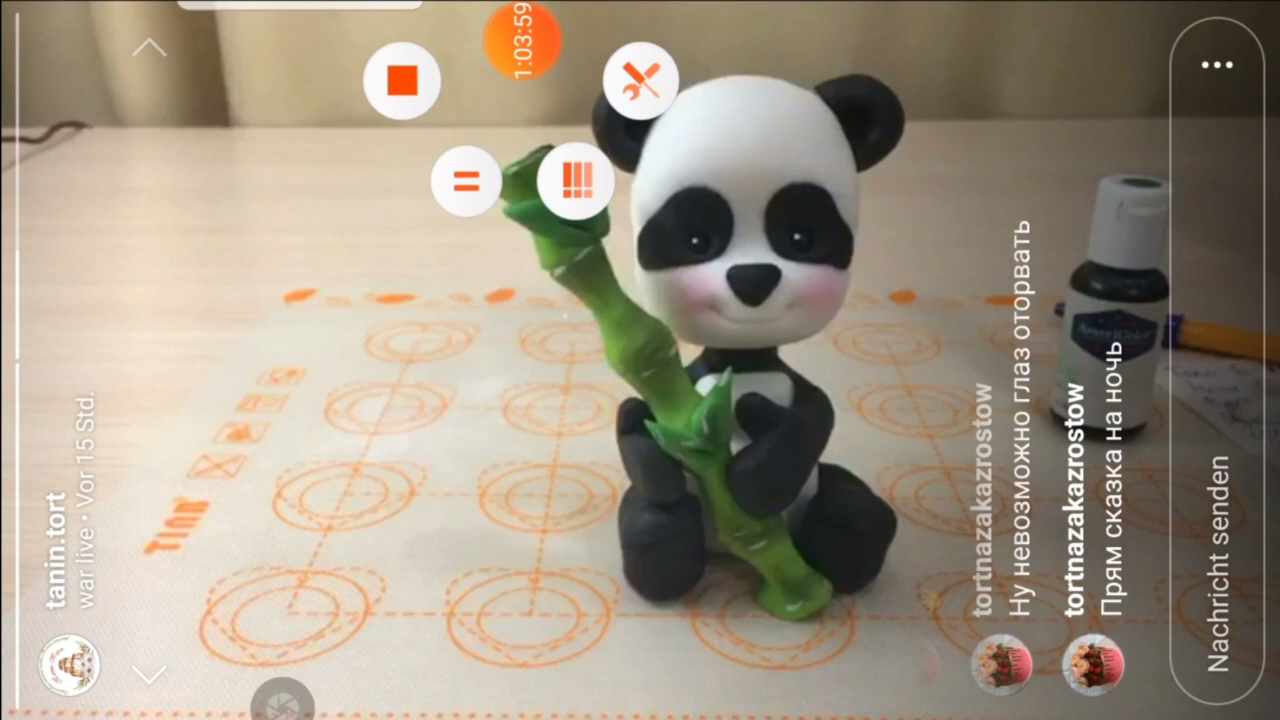 1:03:59
tanin.tort
war live • Vor 15 Std.
AmeriColor
tortnazakazrostow
Ну невозможно глаз оторвать
tortnazakazrostow
Прям сказка на ночь
Nachricht senden